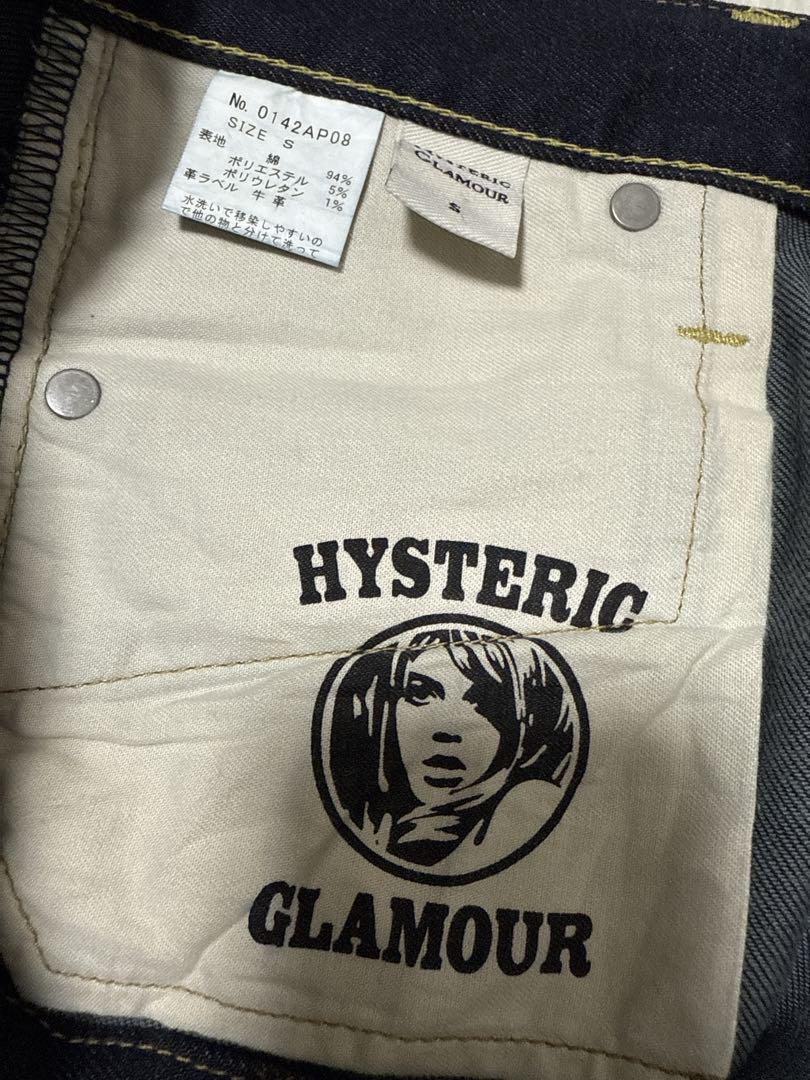 No. 0142AP08
SIZE S
表地
綿 94%
ポリエステル 5%
ポリウレタン 1%
革ラベル 牛革
水洗いで移染しやすいの
で他の物と分けて洗って
HYSTERIC
GLAMOUR
S
HYSTERIC
GLAMOUR